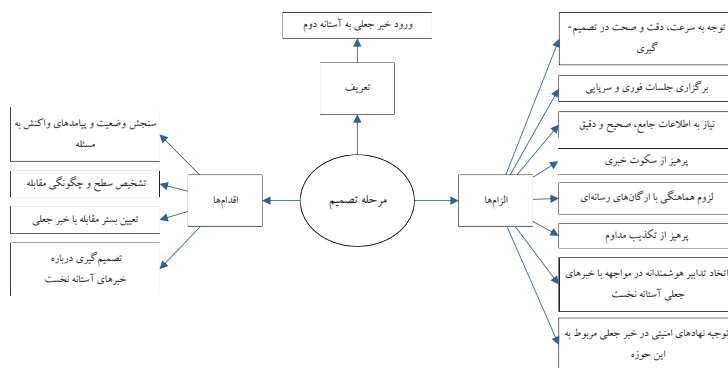 ورود خبر جعلی به آستانه دوم
تعریف
مرحله تصمیم
الزام‌ها
توجه به سرعت، دقت و صحت در تصمیم-
گیری
برگزاری جلسات فوری و سرپایی
نیاز به اطلاعات جامع، صحیح و دقیق
پرهیز از سکوت خبری
لزوم هماهنگی با ارگان‌های رسانه‌ای
پرهیز از تکذیب مداوم
اتخاذ تدابیر هوشمندانه در مواجهه با خبرهای
جعلی آستانه نخست
توجیه نهادهای امنیتی در خبر جعلی مربوط به
این حوزه
اقدام‌ها
سنجش وضعیت و پیامدهای واکنش به
مسئله
تشخیص سطح و چگونگی مقابله
تعیین بستر مقابله با خبر جعلی
تصمیم‌گیری درباره
خبرهای آستانه نخست